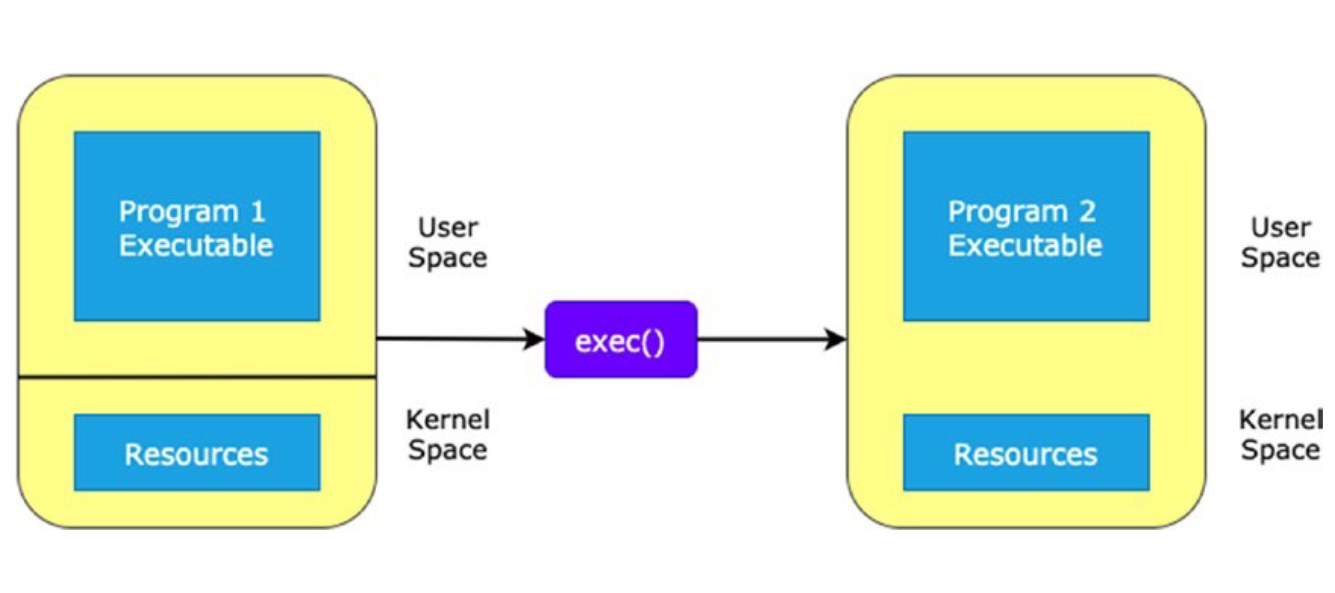 Program 1
Executable
User
Space
exec()
Kernel
Space
Resources
Program 2
Executable
User
Space
Kernel
Space
Resources